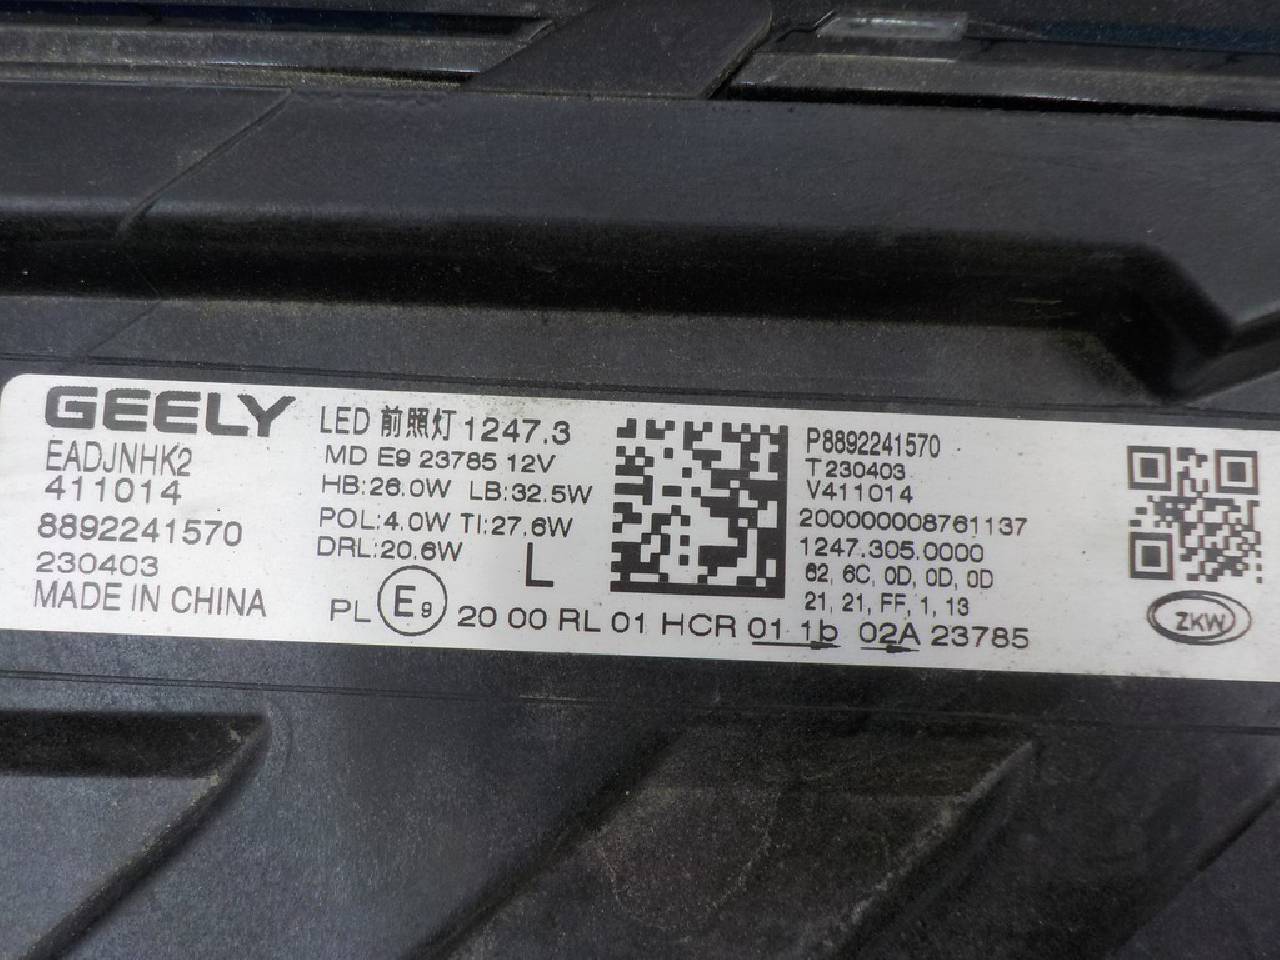 GEELY
EADJNHK2
411014
8892241570
230403
MADE IN CHINA
LED 前照灯 1247.3
MD E9 23785 12V
HB:26.0W LB:32.5W
POL:4.0W TI:27.6W
DRL:20.6W
L
PL E9 20 00 RL 01 HCR 01 1b 02A 23785
P8892241570
T230403
V411014
200000008761137
1247.305.0000
62, 6C, 0D, 0D, 0D
21, 21, FF, 1, 13
ZKW